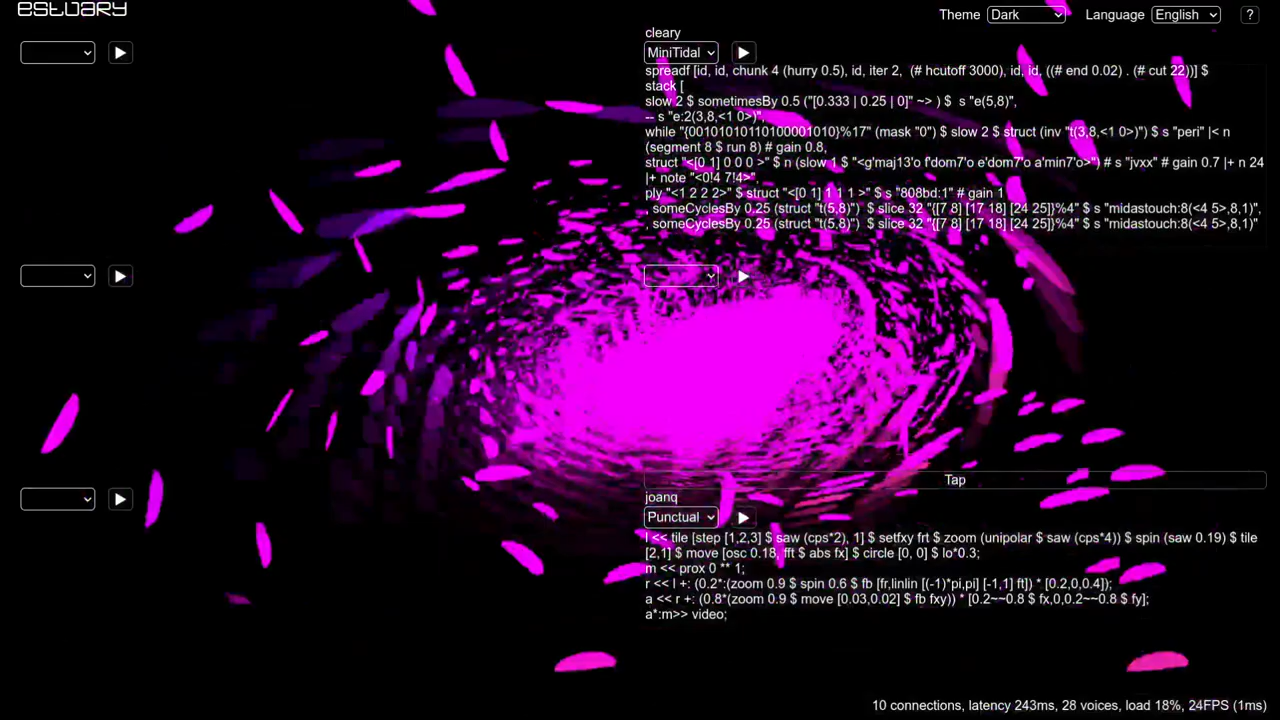 estuary
Theme Dark Language English ?
cleary
MiniTidal
spreadf [id, id, chunk 4 (hurry 0.5), id, iter 2,  (# hcutoff 3000), id, id, ((# end 0.02) . (# cut 22))] $
stack [
slow 2 $ sometimesBy 0.5 ("[0.333 | 0.25 | 0]" ~> ) $  s "e(5,8)",
-- s "e:2(3,8,<1 0>)",
while "{00101010110100001010}%17" (mask "0") $ slow 2 $ struct (inv "t(3,8,<1 0>)") $ s "peri" |< n
(segment 8 $ run 8) # gain 0.8,
struct "<[0 1] 0 0 0 >" $ n (slow 1 $ "<g'maj13'o f'dom7'o e'dom7'o a'min7'o>") # s "jvxx" # gain 0.7 |+ n 24
|+ note "<0!4 7!4>",
ply "<1 2 2 2>" $ struct "<[0 1] 1 1 1 >" $ s "808bd:1" # gain 1
, someCyclesBy 0.25 (struct "t(5,8)")  $ slice 32 "{[7 8] [17 18] [24 25]}%4" $ s "midastouch:8(<4 5>,8,1)",
, someCyclesBy 0.25 (struct "t(5,8)")  $ slice 32 "{[7 8] [17 18] [24 25]}%4" $ s "midastouch:8(<4 5>,8,1)"
Tap
joanq
Punctual
l << tile [step [1,2,3] $ saw (cps*2), 1] $ setfxy frt $ zoom (unipolar $ saw (cps*4)) $ spin (saw 0.19) $ tile
[2,1] $ move [osc 0.18, fft $ abs fx] $ circle [0, 0] $ lo*0.3;
m << prox 0 ** 1;
r << l +: (0.2*:(zoom 0.9 $ spin 0.6 $ fb [fr,linlin [(-1)*pi,pi] [-1,1] ft]) * [0.2,0,0.4]);
a << r +: (0.8*(zoom 0.9 $ move [0.03,0.02] $ fb fxy)) * [0.2~~0.8 $ fx,0,0.2~~0.8 $ fy];
a*:m>> video;
10 connections, latency 243ms, 28 voices, load 18%, 24FPS (1ms)